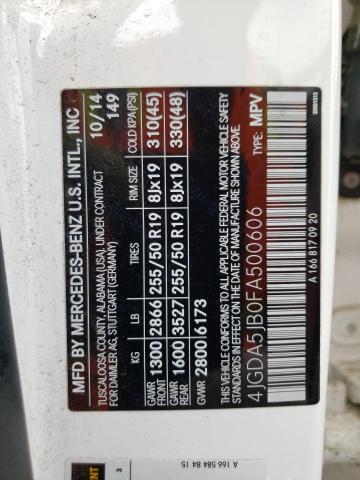 MFD BY MERCEDES-BENZ U.S. INTL., INC
TUSCALOOSA COUNTY, ALABAMA (USA), UNDER CONTRACT 10/14
FOR DAIMLER AG, STUTTGART (GERMANY) 149
KG LB RIM SIZE COLD KPA(PSI)
GAWR FRONT 1300 2866 255/50 R19 8Jx19 310(45)
GAWR REAR 1600 3527 255/50 R19 8Jx19 330(48)
GVWR 2800 6173
THIS VEHICLE CONFORMS TO ALL APPLICABLE FEDERAL MOTOR VEHICLE SAFETY
STANDARDS IN EFFECT ON THE DATE OF MANUFACTURE SHOWN ABOVE.
4JGDA5JB0FA500606 TYPE: MPV
A 166 817 09 20
A 166 584 84 15
3